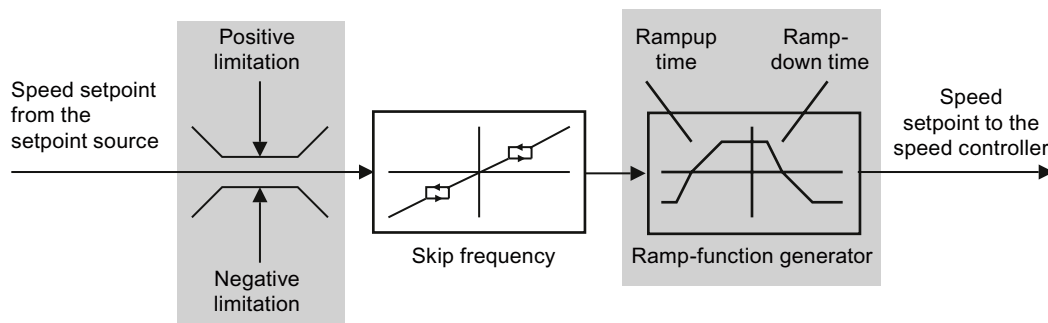 Positive
limitation
Speed setpoint
from the
setpoint source
Negative
limitation
Skip frequency
Rampup
time
Ramp-
down time
Ramp-function generator
Speed
setpoint to the
speed controller